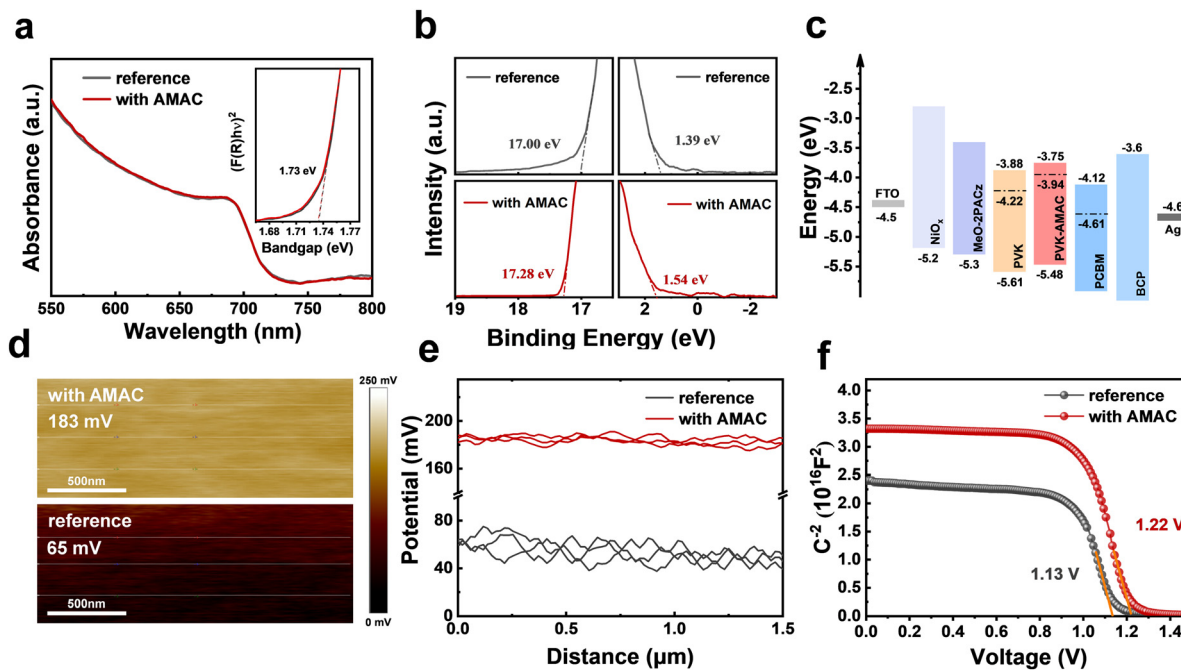 a
reference
with AMAC
(F(R)hν)²
1.73 eV
1.68 1.71 1.74 1.77
Bandgap (eV)
Absorbance (a.u.)
550 600 650 700 750 800
Wavelength (nm)
b
reference
17.00 eV
reference
1.39 eV
with AMAC
17.28 eV
with AMAC
1.54 eV
Intensity (a.u.)
19 18 17 2 0 -2
Binding Energy (eV)
c
Energy (eV)
-2.5
-3.0
-3.5
-4.0
-4.5
-5.0
-5.5
FTO
-4.5
NiOₓ
-5.2
MeO-2PACz
-5.3
-3.88
-4.22
PVK
-5.61
-3.75
-3.94
PVK-AMAC
-5.48
-4.12
-4.61
PCBM
-3.6
BCP
-4.6
Ag
d
with AMAC
183 mV
500nm
reference
65 mV
500nm
250 mV
0 mV
e
reference
with AMAC
Potential (mV)
200
180
160
80
60
40
0.0 0.5 1.0 1.5
Distance (μm)
f
reference
with AMAC
C⁻² (10¹⁶F²)
4.0
3.5
3.0
2.5
2.0
1.5
1.0
0.5
0.0
1.22 V
1.13 V
0.0 0.2 0.4 0.6 0.8 1.0 1.2 1.4
Voltage (V)